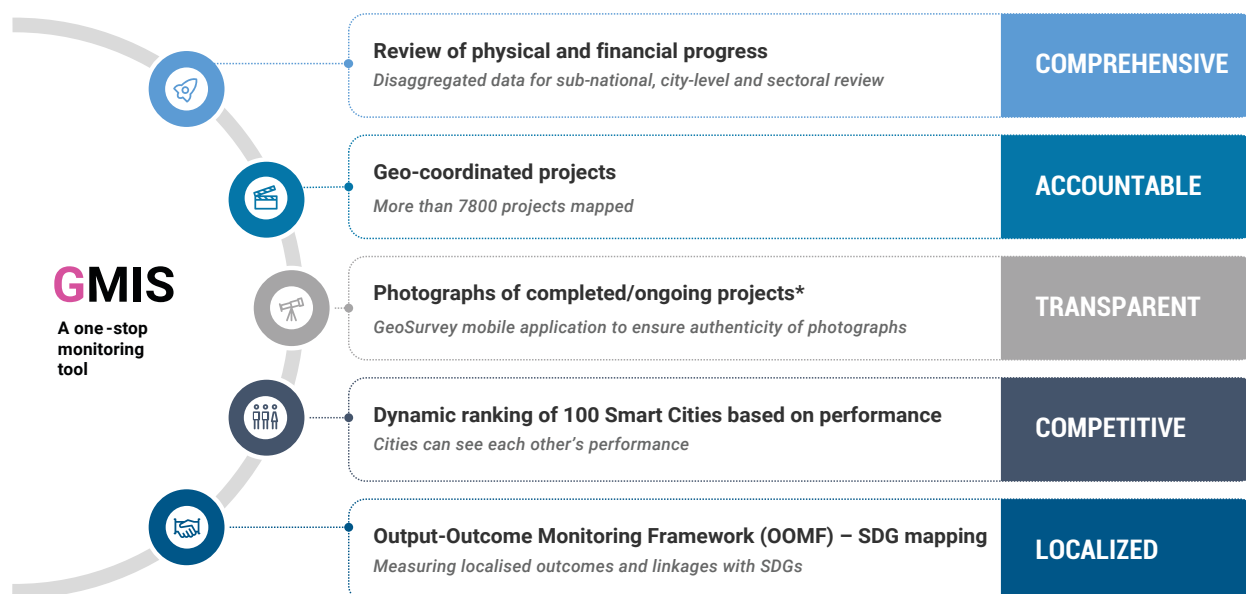 GMIS
A one-stop
monitoring
tool
Review of physical and financial progress
Disaggregated data for sub-national, city-level and sectoral review
COMPREHENSIVE
Geo-coordinated projects
More than 7800 projects mapped
ACCOUNTABLE
Photographs of completed/ongoing projects*
GeoSurvey mobile application to ensure authenticity of photographs
TRANSPARENT
Dynamic ranking of 100 Smart Cities based on performance
Cities can see each other’s performance
COMPETITIVE
Output-Outcome Monitoring Framework (OOMF) – SDG mapping
Measuring localised outcomes and linkages with SDGs
LOCALIZED